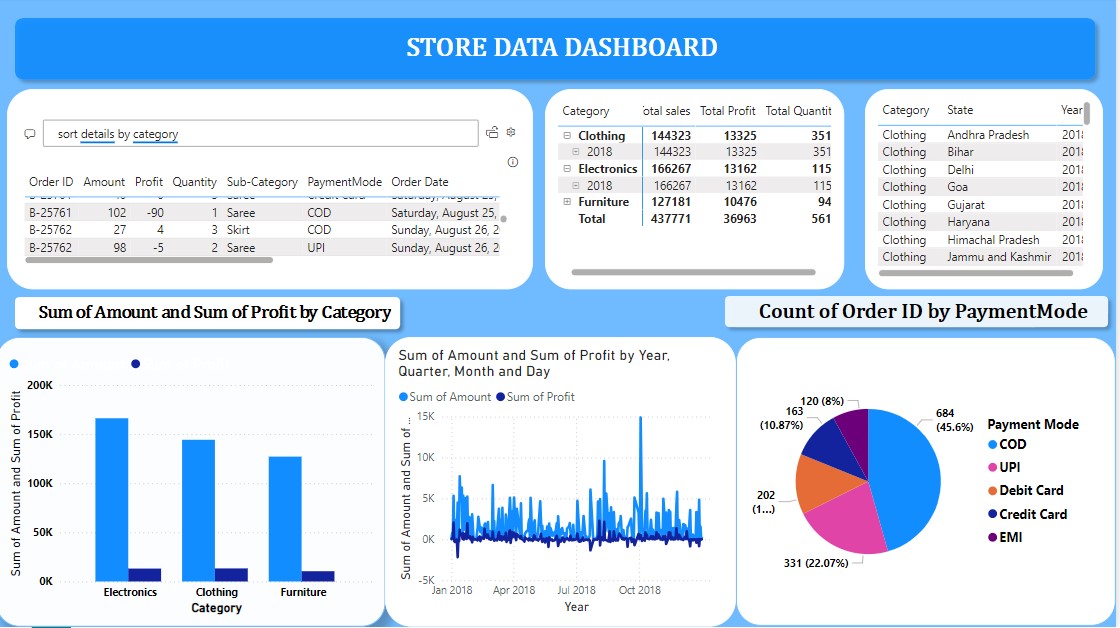 STORE DATA DASHBOARD
sort details by category
Order ID Amount Profit Quantity Sub-Category PaymentMode Order Date
B-25761 102 -90 1 Saree COD Saturday, August 25,
B-25762 27 4 3 Skirt COD Sunday, August 26, 2
B-25762 98 -5 2 Saree UPI Sunday, August 26, 2
Category otal sales Total Profit Total Quantit
Clothing 144323 13325 351
2018 144323 13325 351
Electronics 166267 13162 115
2018 166267 13162 115
Furniture 127181 10476 94
Total 437771 36963 561
Category State Year
Clothing Andhra Pradesh 201
Clothing Bihar 201
Clothing Delhi 201
Clothing Goa 201
Clothing Gujarat 201
Clothing Haryana 201
Clothing Himachal Pradesh 201
Clothing Jammu and Kashmir 201
Sum of Amount and Sum of Profit by Category
Count of Order ID by PaymentMode
Sum of Amount and Sum of Profit
200K
150K
100K
50K
0K
Electronics Clothing Furniture
Category
Sum of Amount and Sum of Profit by Year,
Quarter, Month and Day
Sum of Amount Sum of Profit
Sum of Amount and Sum of ...
15K
10K
5K
0K
-5K
Jan 2018 Apr 2018 Jul 2018 Oct 2018
Year
120 (8%)
163
(10.87%)
684
(45.6%)
202
(1...)
331 (22.07%)
Payment Mode
COD
UPI
Debit Card
Credit Card
EMI